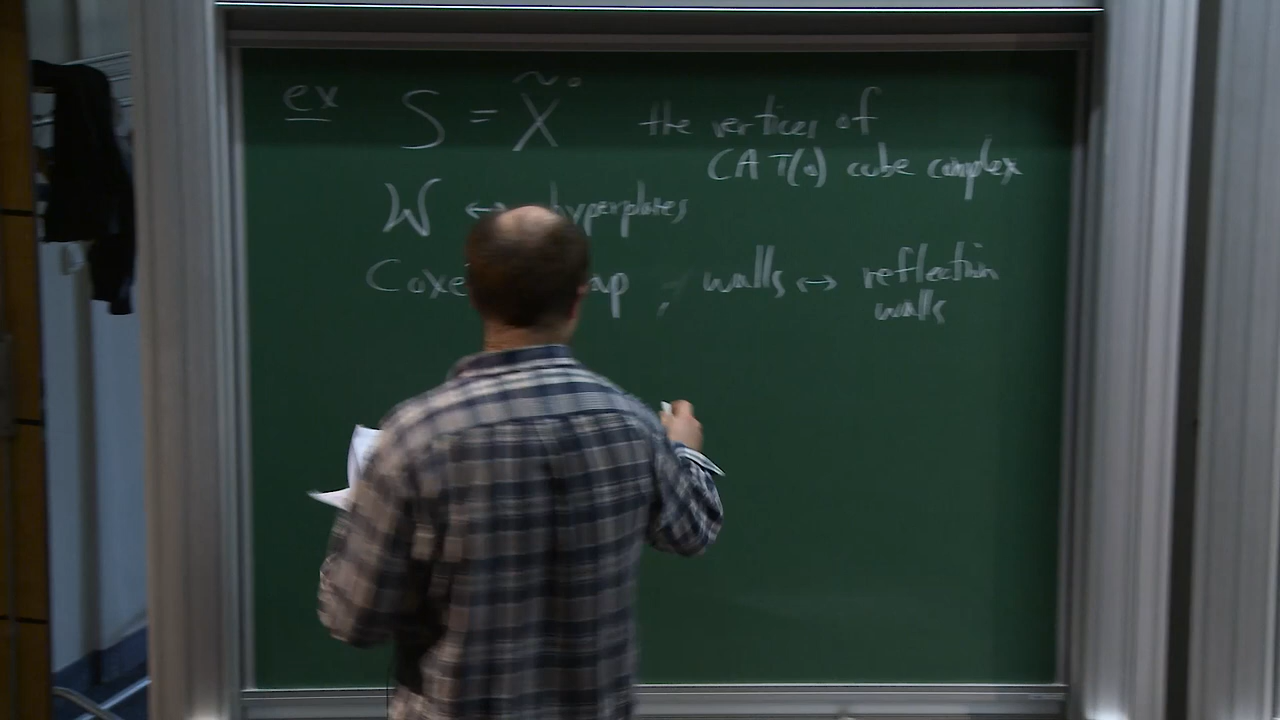 ex S = X̃° the vertices of
CAT(0) cube complex
W ↔ hyperplanes
walls ↔ reflection
walls